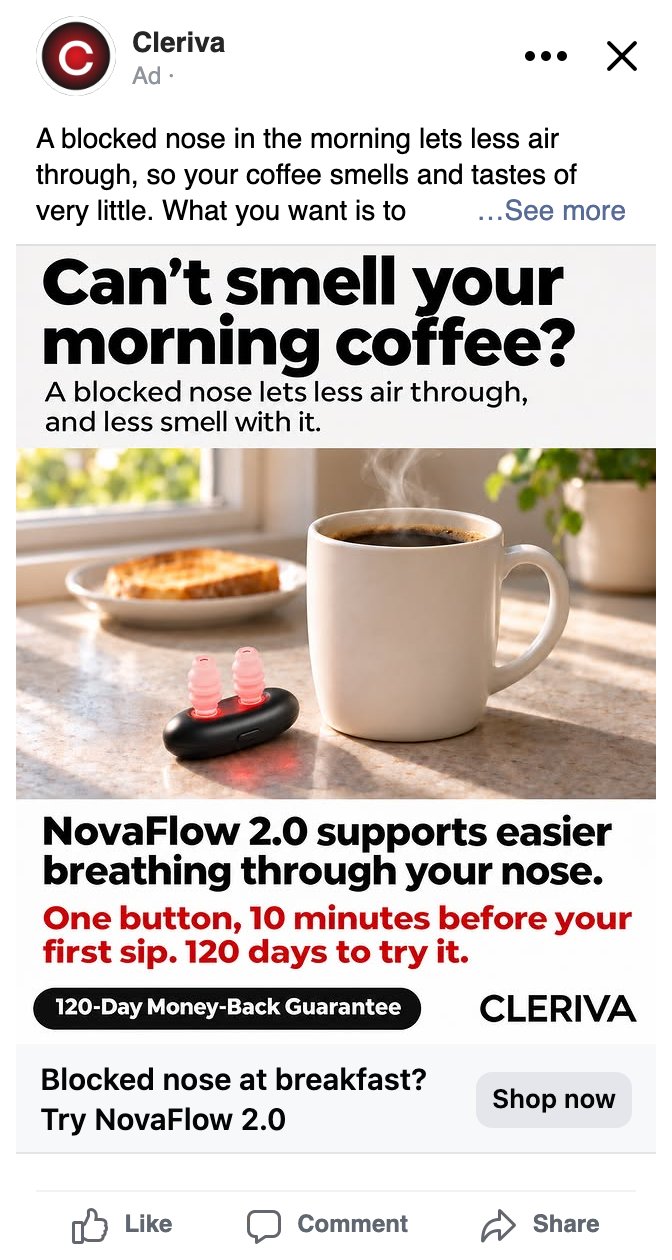 C
Cleriva
Ad ·
A blocked nose in the morning lets less air
through, so your coffee smells and tastes of
very little. What you want is to ...See more
Can't smell your
morning coffee?
A blocked nose lets less air through,
and less smell with it.
NovaFlow 2.0 supports easier
breathing through your nose.
One button, 10 minutes before your
first sip. 120 days to try it.
120-Day Money-Back Guarantee
CLERIVA
Blocked nose at breakfast?
Try NovaFlow 2.0
Shop now
Like
Comment
Share